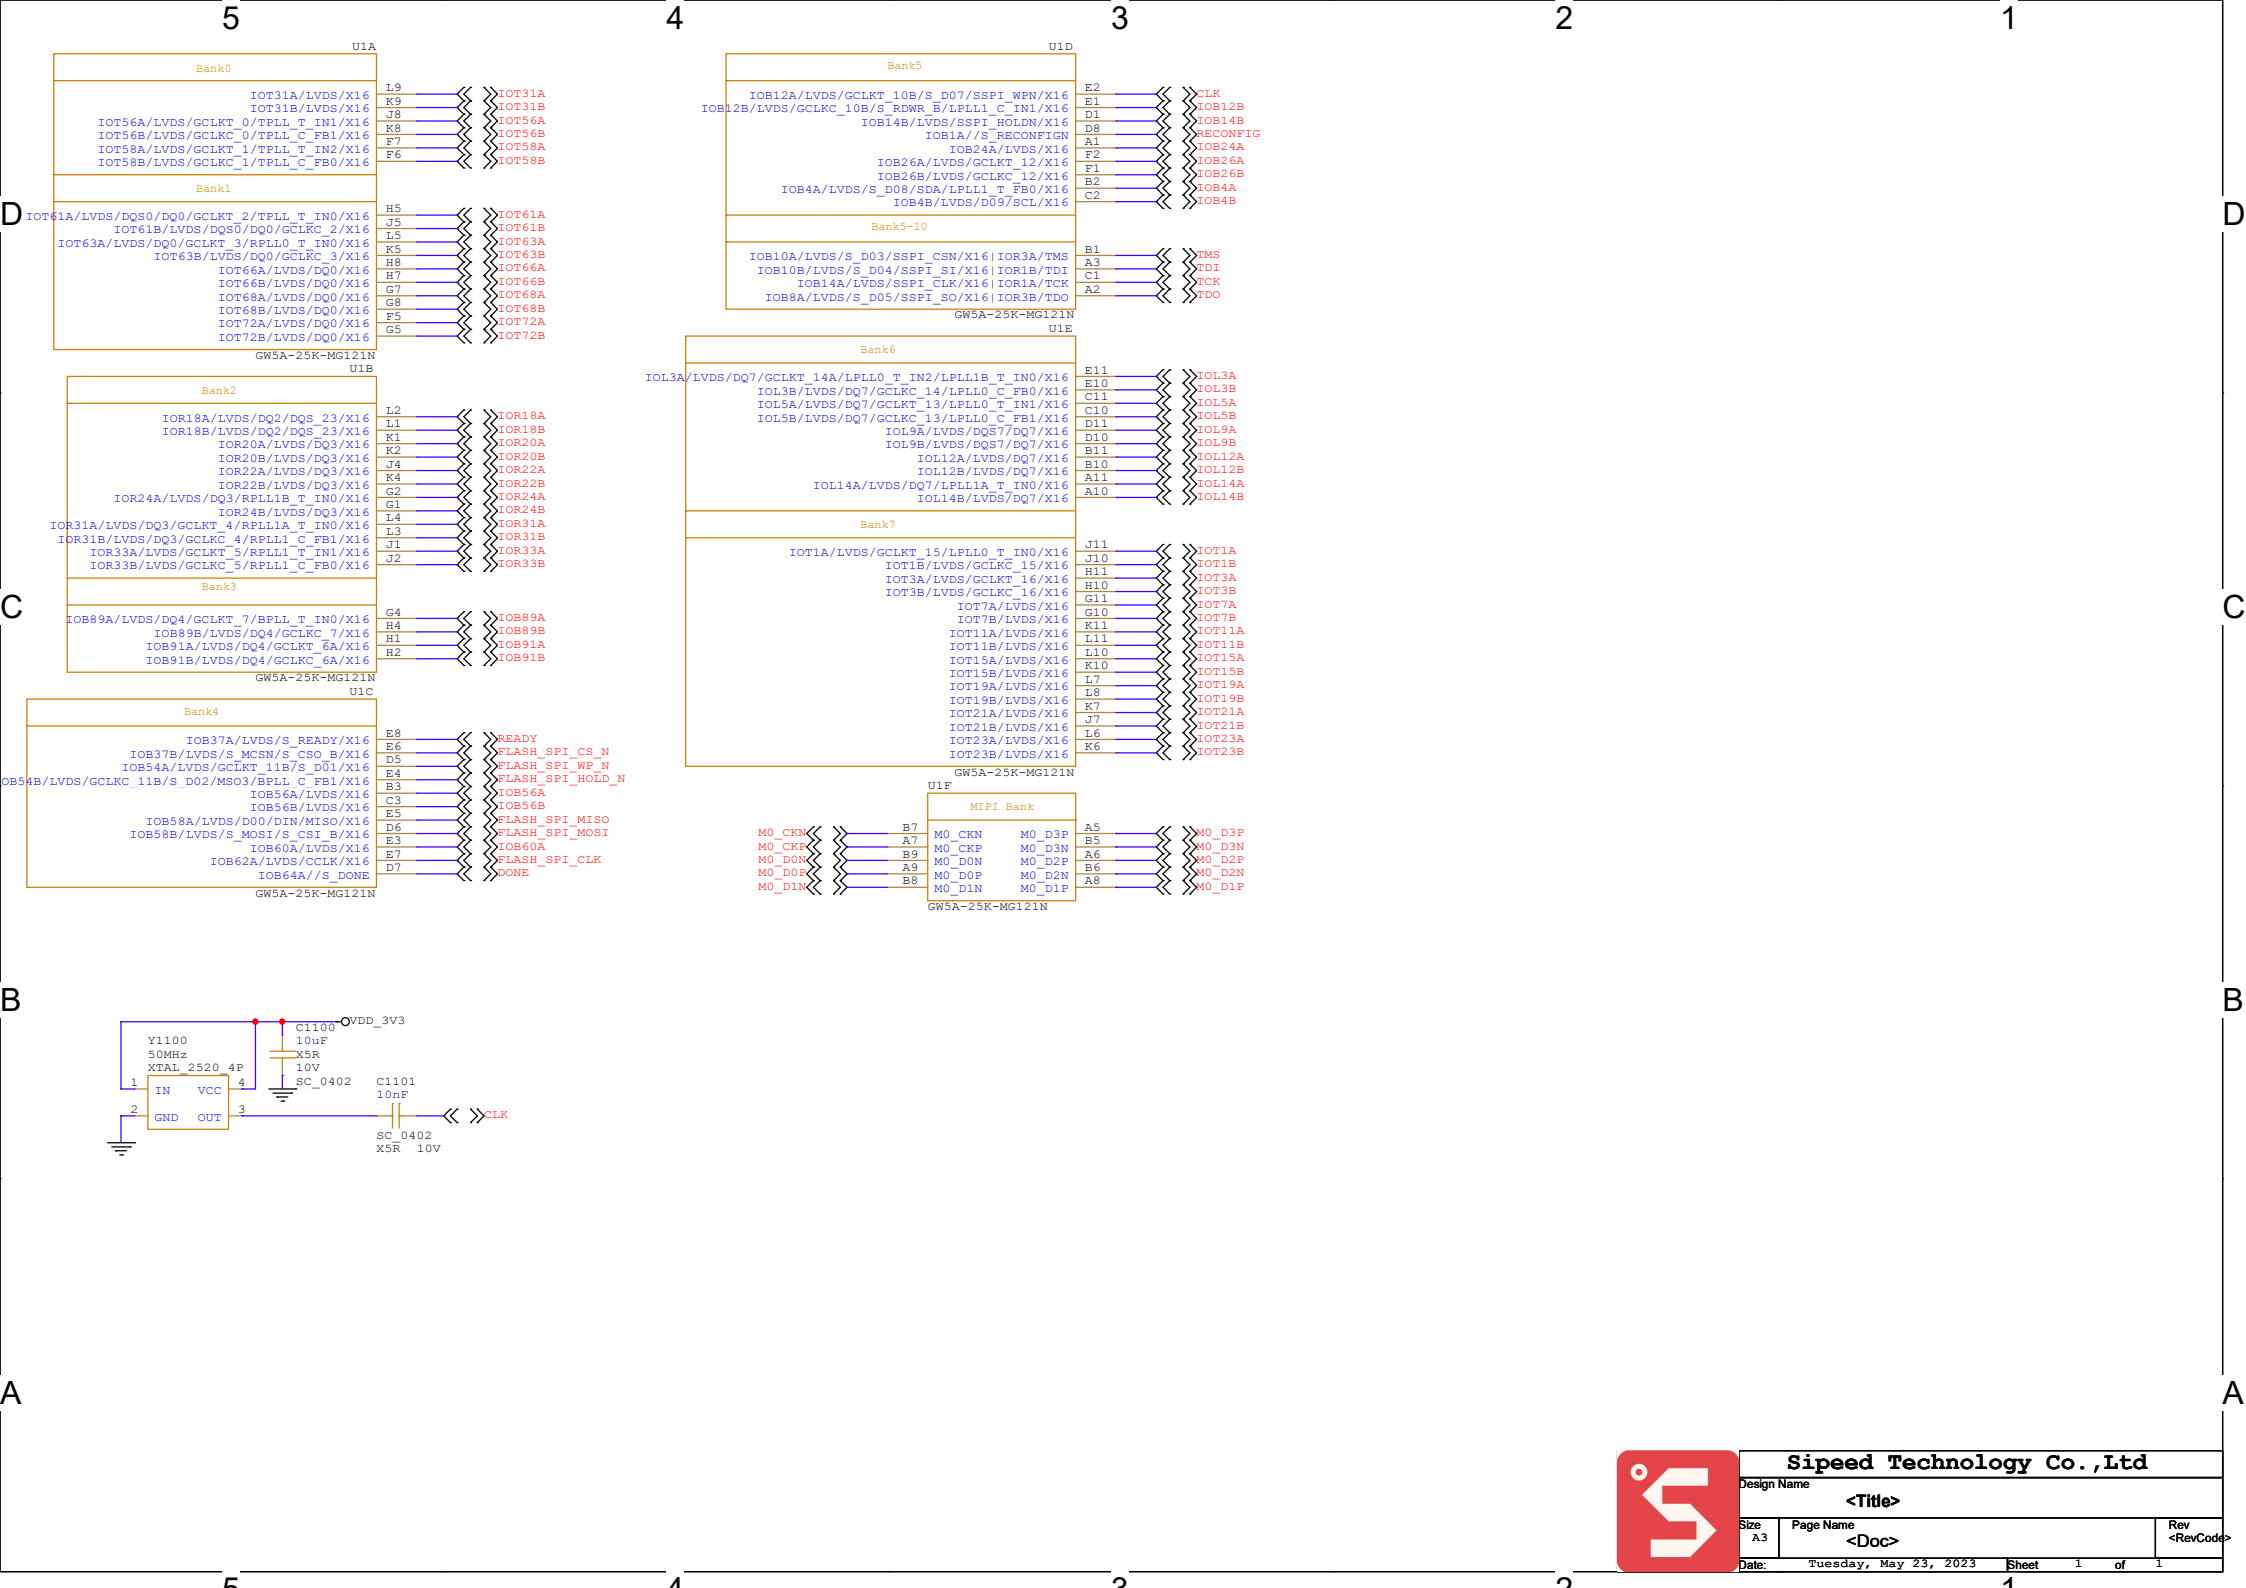 5 4 3 2 1
D
C
B
A
U1A
Bank0
IOT31A/LVDS/X16 L9 IOT31A
IOT31B/LVDS/X16 K9 IOT31B
IOT56A/LVDS/GCLKT_0/TPLL_T_IN1/X16 J8 IOT56A
IOT56B/LVDS/GCLKC_0/TPLL_C_FB1/X16 K8 IOT56B
IOT58A/LVDS/GCLKT_1/TPLL_T_IN2/X16 F7 IOT58A
IOT58B/LVDS/GCLKC_1/TPLL_C_FB0/X16 F6 IOT58B
Bank1
IOT61A/LVDS/DQS0/DQ0/GCLKT_2/TPLL_T_IN0/X16 H5 IOT61A
IOT61B/LVDS/DQS0/DQ0/GCLKC_2/X16 J5 IOT61B
IOT63A/LVDS/DQ0/GCLKT_3/RPLL0_T_IN0/X16 L5 IOT63A
IOT63B/LVDS/DQ0/GCLKC_3/X16 K5 IOT63B
IOT66A/LVDS/DQ0/X16 H8 IOT66A
IOT66B/LVDS/DQ0/X16 H7 IOT66B
IOT68A/LVDS/DQ0/X16 G7 IOT68A
IOT68B/LVDS/DQ0/X16 G8 IOT68B
IOT72A/LVDS/DQ0/X16 F5 IOT72A
IOT72B/LVDS/DQ0/X16 G5 IOT72B
GW5A-25K-MG121N
U1B
Bank2
IOR18A/LVDS/DQ2/DQS_23/X16 L2 IOR18A
IOR18B/LVDS/DQ2/DQS_23/X16 L1 IOR18B
IOR20A/LVDS/DQ3/X16 K1 IOR20A
IOR20B/LVDS/DQ3/X16 K2 IOR20B
IOR22A/LVDS/DQ3/X16 J4 IOR22A
IOR22B/LVDS/DQ3/X16 K4 IOR22B
IOR24A/LVDS/DQ3/RPLL1B_T_IN0/X16 G2 IOR24A
IOR24B/LVDS/DQ3/X16 G1 IOR24B
IOR31A/LVDS/DQ3/GCLKT_4/RPLL1A_T_IN0/X16 L4 IOR31A
IOR31B/LVDS/DQ3/GCLKC_4/RPLL1_C_FB1/X16 L3 IOR31B
IOR33A/LVDS/GCLKT_5/RPLL1_T_IN1/X16 J1 IOR33A
IOR33B/LVDS/GCLKC_5/RPLL1_C_FB0/X16 J2 IOR33B
Bank3
IOB89A/LVDS/DQ4/GCLKT_7/BPLL_T_IN0/X16 G4 IOB89A
IOB89B/LVDS/DQ4/GCLKC_7/X16 H4 IOB89B
IOB91A/LVDS/DQ4/GCLKT_6A/X16 H1 IOB91A
IOB91B/LVDS/DQ4/GCLKC_6A/X16 H2 IOB91B
GW5A-25K-MG121N
U1C
Bank4
IOB37A/LVDS/S_READY/X16 E8 READY
IOB37B/LVDS/S_MCSN/S_CSO_B/X16 E6 FLASH_SPI_CS_N
IOB54A/LVDS/GCLKT_11B/S_D01/X16 D5 FLASH_SPI_WP_N
OB54B/LVDS/GCLKC_11B/S_D02/MSO3/BPLL_C_FB1/X16 E4 FLASH_SPI_HOLD_N
IOB56A/LVDS/X16 B3 IOB56A
IOB56B/LVDS/X16 C3 IOB56B
IOB58A/LVDS/D00/DIN/MISO/X16 E5 FLASH_SPI_MISO
IOB58B/LVDS/S_MOSI/S_CSI_B/X16 D6 FLASH_SPI_MOSI
IOB60A/LVDS/X16 E3 IOB60A
IOB62A/LVDS/CCLK/X16 E7 FLASH_SPI_CLK
IOB64A//S_DONE D7 DONE
GW5A-25K-MG121N
U1D
Bank5
IOB12A/LVDS/GCLKT_10B/S_D07/SSPI_WPN/X16 E2 CLK
IOB12B/LVDS/GCLKC_10B/S_RDWR_B/LPLL1_C_IN1/X16 E1 IOB12B
IOB14B/LVDS/SSPI_HOLDN/X16 D1 IOB14B
IOB1A//S_RECONFIGN D8 RECONFIG
IOB24A/LVDS/X16 A1 IOB24A
IOB26A/LVDS/GCLKT_12/X16 F2 IOB26A
IOB26B/LVDS/GCLKC_12/X16 F1 IOB26B
IOB4A/LVDS/S_D08/SDA/LPLL1_T_FB0/X16 B2 IOB4A
IOB4B/LVDS/D09/SCL/X16 C2 IOB4B
Bank5-10
IOB10A/LVDS/S_D03/SSPI_CSN/X16|IOR3A/TMS B1 TMS
IOB10B/LVDS/S_D04/SSPI_SI/X16|IOR1B/TDI A3 TDI
IOB14A/LVDS/SSPI_CLK/X16|IOR1A/TCK C1 TCK
IOB8A/LVDS/S_D05/SSPI_SO/X16|IOR3B/TDO A2 TDO
GW5A-25K-MG121N
U1E
Bank6
IOL3A/LVDS/DQ7/GCLKT_14A/LPLL0_T_IN2/LPLL1B_T_IN0/X16 E11 IOL3A
IOL3B/LVDS/DQ7/GCLKC_14/LPLL0_C_FB0/X16 E10 IOL3B
IOL5A/LVDS/DQ7/GCLKT_13/LPLL0_T_IN1/X16 C11 IOL5A
IOL5B/LVDS/DQ7/GCLKC_13/LPLL0_C_FB1/X16 C10 IOL5B
IOL9A/LVDS/DQS7/DQ7/X16 D11 IOL9A
IOL9B/LVDS/DQS7/DQ7/X16 D10 IOL9B
IOL12A/LVDS/DQ7/X16 B11 IOL12A
IOL12B/LVDS/DQ7/X16 B10 IOL12B
IOL14A/LVDS/DQ7/LPLL1A_T_IN0/X16 A11 IOL14A
IOL14B/LVDS/DQ7/X16 A10 IOL14B
Bank7
IOT1A/LVDS/GCLKT_15/LPLL0_T_IN0/X16 J11 IOT1A
IOT1B/LVDS/GCLKC_15/X16 J10 IOT1B
IOT3A/LVDS/GCLKT_16/X16 H11 IOT3A
IOT3B/LVDS/GCLKC_16/X16 H10 IOT3B
IOT7A/LVDS/X16 G11 IOT7A
IOT7B/LVDS/X16 G10 IOT7B
IOT11A/LVDS/X16 K11 IOT11A
IOT11B/LVDS/X16 L11 IOT11B
IOT15A/LVDS/X16 L10 IOT15A
IOT15B/LVDS/X16 K10 IOT15B
IOT19A/LVDS/X16 L7 IOT19A
IOT19B/LVDS/X16 L8 IOT19B
IOT21A/LVDS/X16 K7 IOT21A
IOT21B/LVDS/X16 J7 IOT21B
IOT23A/LVDS/X16 L6 IOT23A
IOT23B/LVDS/X16 K6 IOT23B
GW5A-25K-MG121N
U1F
MIPI Bank
M0_CKN B7 M0_CKN M0_D3P A5 M0_D3P
M0_CKP A7 M0_CKP M0_D3N B5 M0_D3N
M0_D0N B9 M0_D0N M0_D2P A6 M0_D2P
M0_D0P A9 M0_D0P M0_D2N B6 M0_D2N
M0_D1N B8 M0_D1N M0_D1P A8 M0_D1P
GW5A-25K-MG121N
VDD_3V3
Y1100
50MHz
XTAL_2520_4P
1 IN VCC 4
2 GND OUT 3
C1100
10uF
X5R
10V
SC_0402
C1101
10nF
CLK
SC_0402
X5R 10V
D
C
B
A
Sipeed Technology Co.,Ltd
Design Name
<Title>
Size
A3
Page Name
<Doc>
Rev
<RevCode>
Date: Tuesday, May 23, 2023 Sheet 1 of 1
5 4 3 2 1